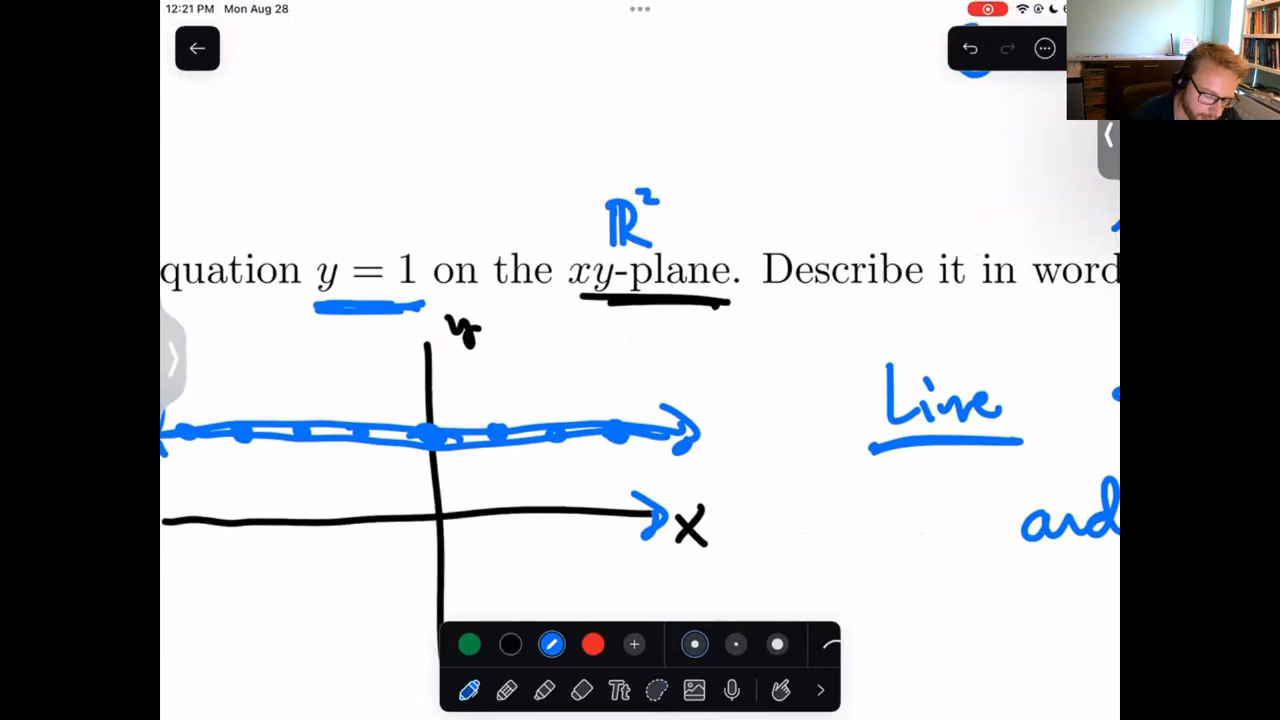 12:21 PM Mon Aug 28
ℝ²
quation y = 1 on the xy-plane. Describe it in word
y
Line
and
x
Tt